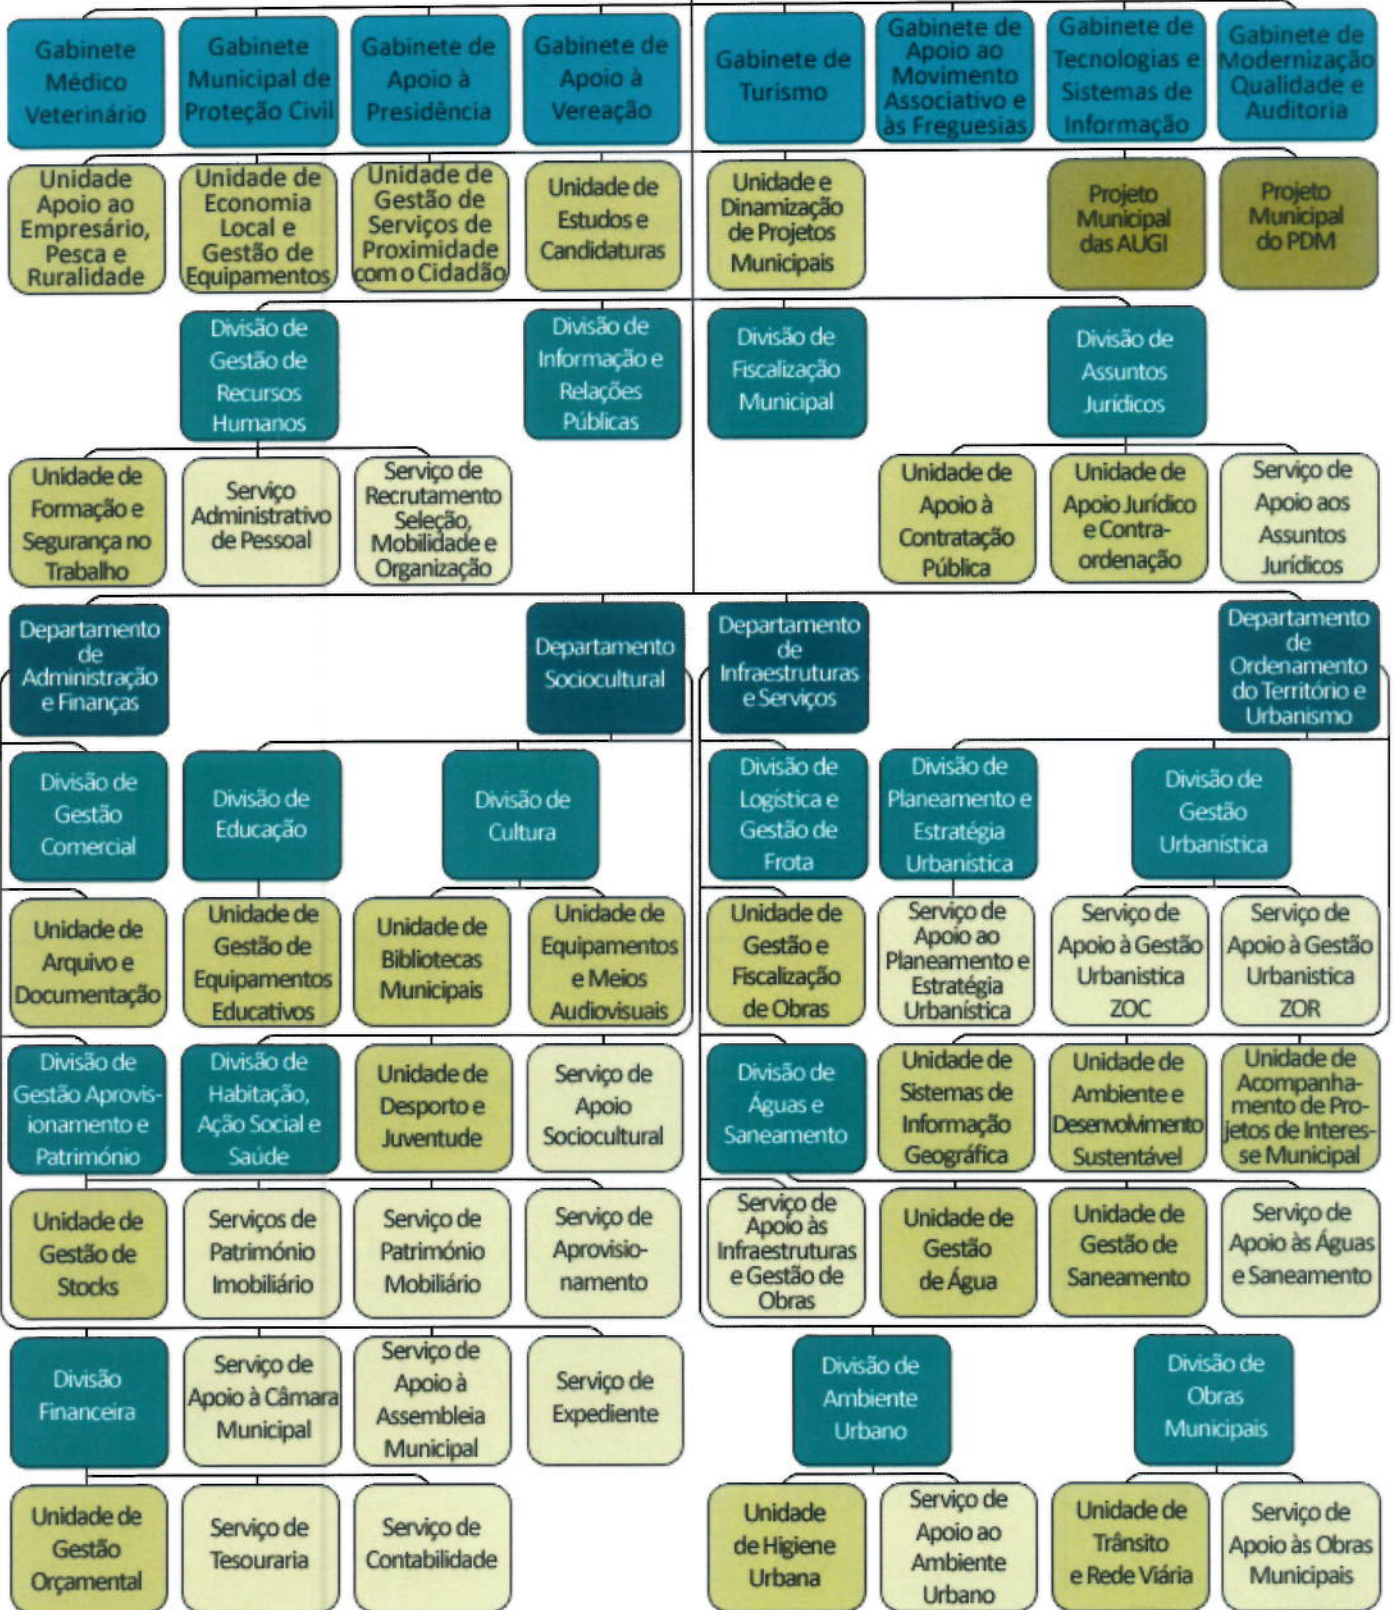 Gabinete
Médico
Veterinário
Gabinete
Municipal de
Proteção Civil
Gabinete de
Apoio à
Presidência
Gabinete de
Apoio à
Vereação
Gabinete de
Turismo
Gabinete de
Apoio ao
Movimento
Associativo e
às Freguesias
Gabinete de
Tecnologias e
Sistemas de
Informação
Gabinete de
Modernização
Qualidade e
Auditoria
Unidade
Apoio ao
Empresário,
Pesca e
Ruralidade
Unidade de
Economia
Local e
Gestão de
Equipamentos
Unidade de
Gestão de
Serviços de
Proximidade
com o Cidadão
Unidade de
Estudos e
Candidaturas
Unidade e
Dinamização
de Projetos
Municipais
Projeto
Municipal
das AUGI
Projeto
Municipal
do PDM
Divisão de
Gestão de
Recursos
Humanos
Divisão de
Informação e
Relações
Públicas
Divisão de
Fiscalização
Municipal
Divisão de
Assuntos
Jurídicos
Unidade de
Formação e
Segurança no
Trabalho
Serviço
Administrativo
de Pessoal
Serviço de
Recrutamento
Seleção,
Mobilidade e
Organização
Unidade de
Apoio à
Contratação
Pública
Unidade de
Apoio Jurídico
e Contra-
ordenação
Serviço de
Apoio aos
Assuntos
Jurídicos
Departamento
de
Administração
e Finanças
Departamento
Sociocultural
Departamento
de
Infraestruturas
e Serviços
Departamento
de
Ordenamento
do Território e
Urbanismo
Divisão de
Gestão
Comercial
Divisão de
Educação
Divisão de
Cultura
Divisão de
Logística e
Gestão de
Frota
Divisão de
Planeamento e
Estratégia
Urbanística
Divisão de
Gestão
Urbanística
Unidade de
Arquivo e
Documentação
Unidade de
Gestão de
Equipamentos
Educativos
Unidade de
Bibliotecas
Municipais
Unidade de
Equipamentos
e Meios
Audiovisuais
Unidade de
Gestão e
Fiscalização
de Obras
Serviço de
Apoio ao
Planeamento e
Estratégia
Urbanística
Serviço de
Apoio à Gestão
Urbanistica
ZOC
Serviço de
Apoio à Gestão
Urbanistica
ZOR
Divisão de
Gestão Aprovis-
ionamento e
Património
Divisão de
Habitação,
Ação Social e
Saúde
Unidade de
Desporto e
Juventude
Serviço de
Apoio
Sociocultural
Divisão de
Águas e
Saneamento
Unidade de
Sistemas de
Informação
Geográfica
Unidade de
Ambiente e
Desenvolvimento
Sustentável
Unidade de
Acompanha-
mento de Pro-
jetos de Interes-
se Municipal
Unidade de
Gestão de
Stocks
Serviços de
Património
Imobiliário
Serviço de
Património
Mobiliário
Serviço de
Aprovisio-
namento
Serviço de
Apoio às
Infraestruturas
e Gestão de
Obras
Unidade de
Gestão
de Água
Unidade de
Gestão de
Saneamento
Serviço de
Apoio às Águas
e Saneamento
Divisão
Financeira
Serviço de
Apoio à Câmara
Municipal
Serviço de
Apoio à
Assembleia
Municipal
Serviço de
Expediente
Divisão de
Ambiente
Urbano
Divisão de
Obras
Municipais
Unidade de
Gestão
Orçamental
Serviço de
Tesouraria
Serviço de
Contabilidade
Unidade
de Higiene
Urbana
Serviço de
Apoio ao
Ambiente
Urbano
Unidade de
Trânsito
e Rede Viária
Serviço de
Apoio às Obras
Municipais